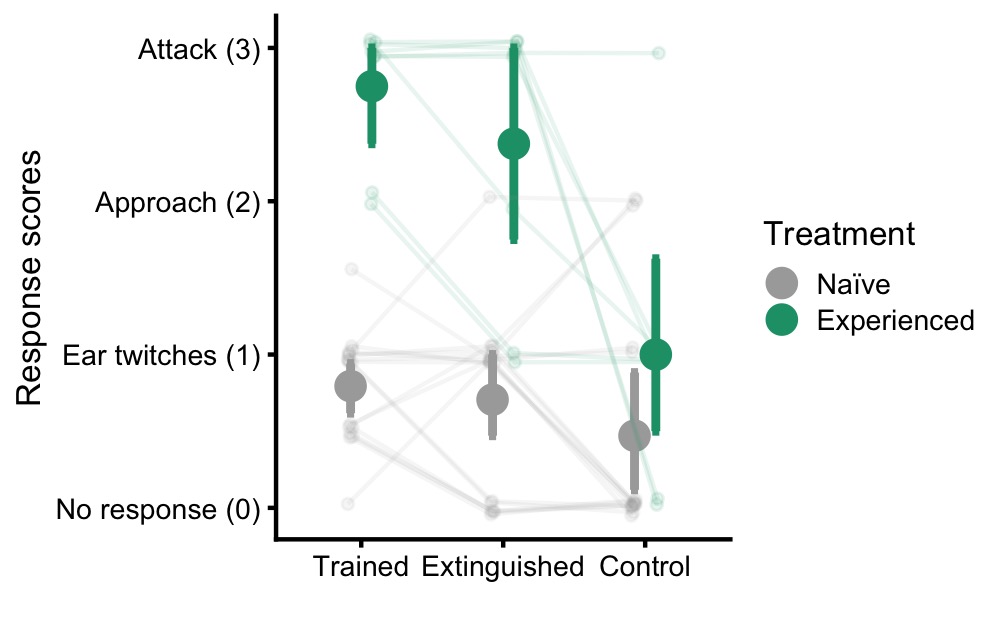 Response scores
Attack (3)
Approach (2)
Ear twitches (1)
No response (0)
Trained Extinguished Control
Treatment
Naïve
Experienced